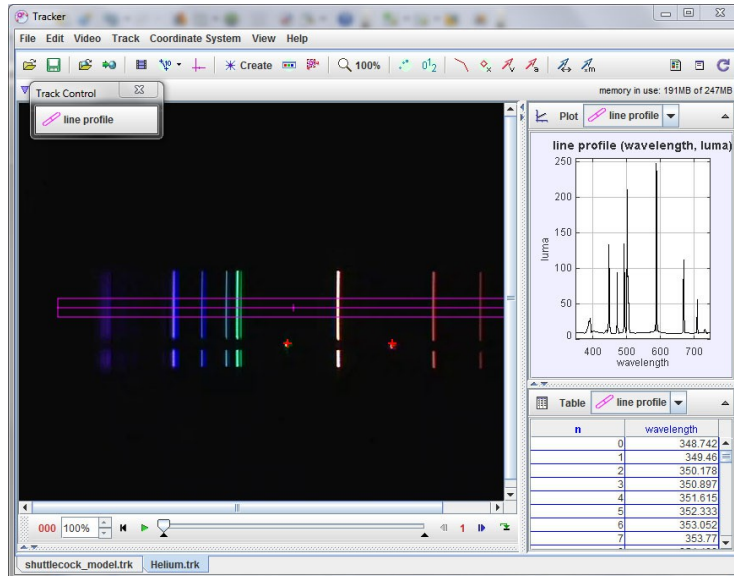 Tracker
File Edit Video Track Coordinate System View Help
Create 100%
memory in use: 191MB of 247MB
Track Control
line profile
Plot line profile
line profile (wavelength, luma)
250
200
150
100
50
0
luma
400 500 600 700
wavelength
Table line profile
n wavelength
0 348.742
1 349.46
2 350.178
3 350.897
4 351.615
5 352.333
6 353.052
7 353.77
000 100% 1
shuttlecock_model.trk Helium.trk